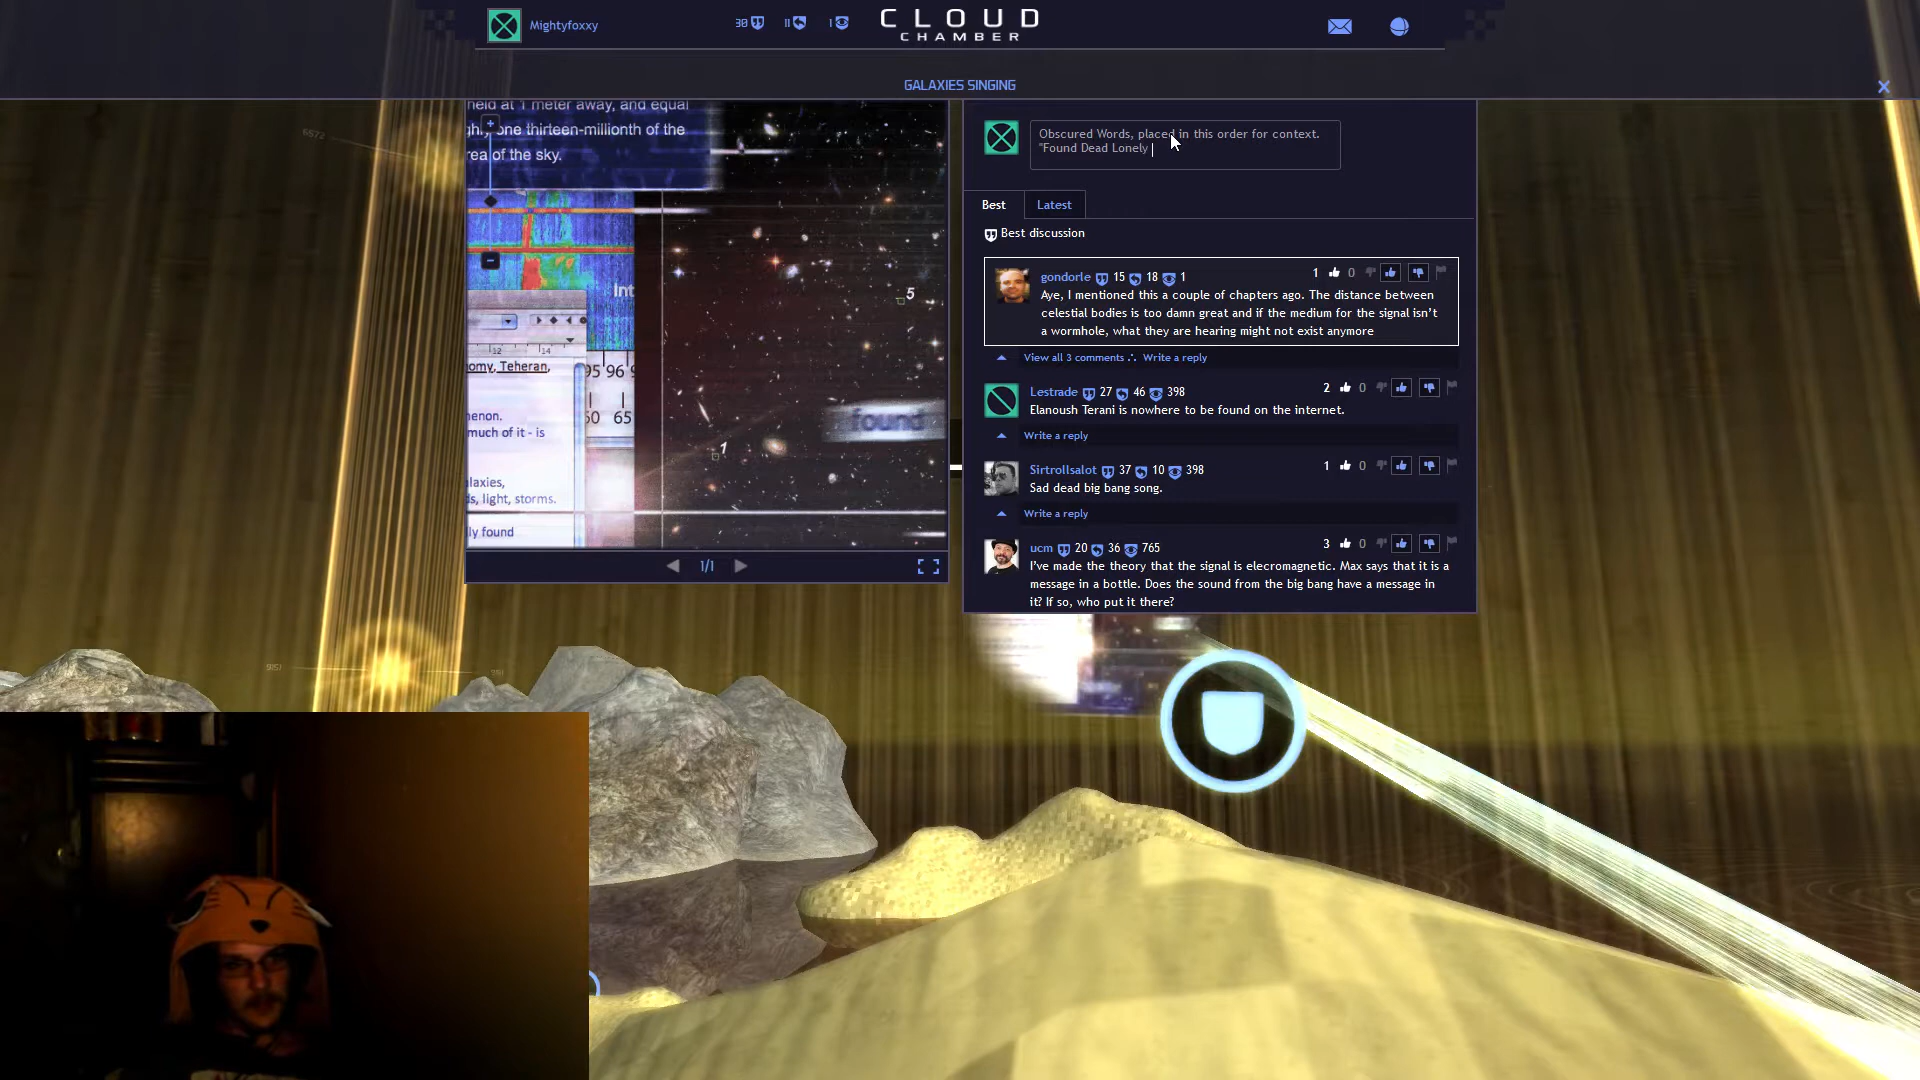 Mightyfoxxy
30
11
1
CLOUD
CHAMBER
GALAXIES SINGING
held at 1 meter away, and equal
one thirteen-millionth of the
rea of the sky.
Int
5
12 14
omy, Teheran,
95 96 9
60 65
menon.
much of it - is
found
1
laxies,
ds, light, storms.
ly found
1/1
Obscured Words, placed in this order for context.
"Found Dead Lonely
Best
Latest
Best discussion
gondorle 15 18 1
1 0
Aye, I mentioned this a couple of chapters ago. The distance between
celestial bodies is too damn great and if the medium for the signal isn't
a wormhole, what they are hearing might not exist anymore
View all 3 comments Write a reply
Lestrade 27 46 398
2 0
Elanoush Terani is nowhere to be found on the internet.
Write a reply
Sirtrollsalot 37 10 398
1 0
Sad dead big bang song.
Write a reply
ucm 20 36 765
3 0
I've made the theory that the signal is elecromagnetic. Max says that it is a
message in a bottle. Does the sound from the big bang have a message in
it? If so, who put it there?